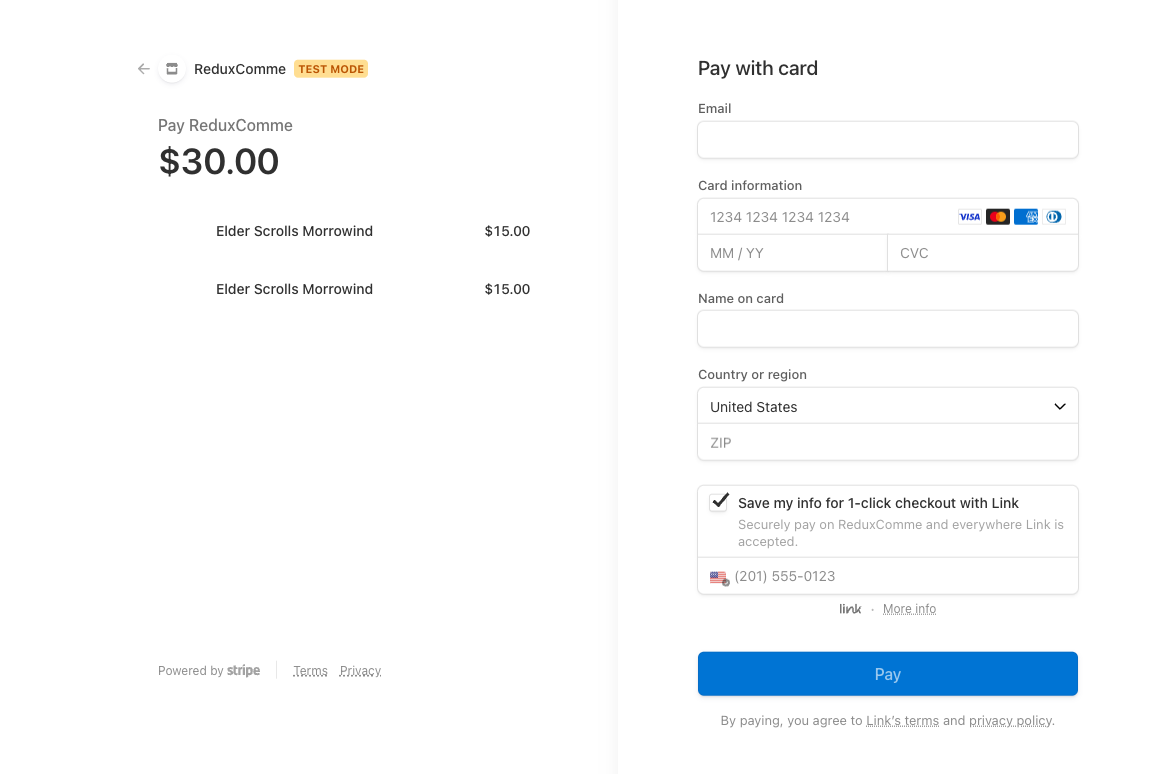 ReduxComme TEST MODE
Pay ReduxComme
$30.00
Elder Scrolls Morrowind $15.00
Elder Scrolls Morrowind $15.00
Powered by stripe Terms Privacy
Pay with card
Email
Card information
1234 1234 1234 1234 VISA
MM / YY CVC
Name on card
Country or region
United States
ZIP
Save my info for 1-click checkout with Link
Securely pay on ReduxComme and everywhere Link is
accepted.
(201) 555-0123
link · More info
Pay
By paying, you agree to Link's terms and privacy policy.